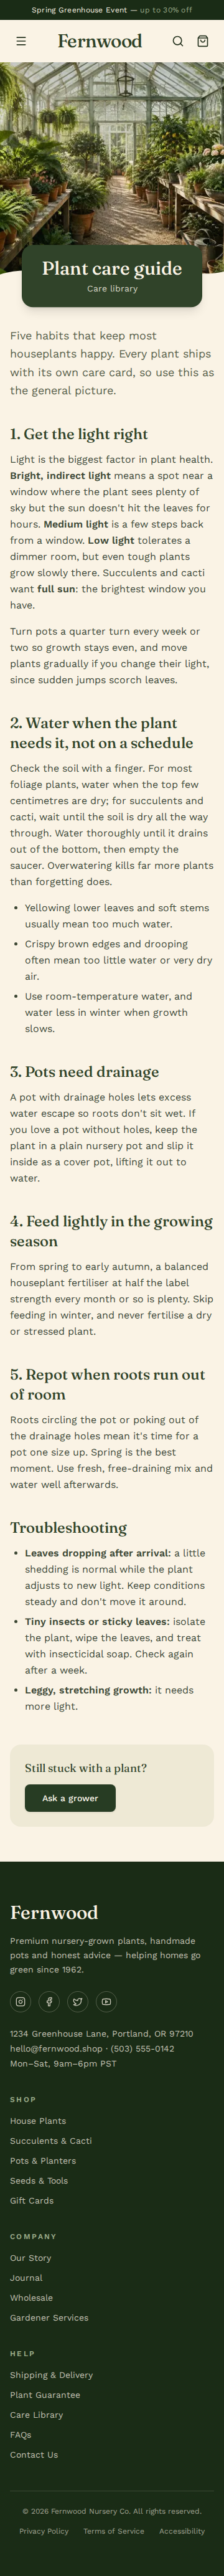 Spring Greenhouse Event — up to 30% off
Fernwood
Plant care guide
Care library
Five habits that keep most
houseplants happy. Every plant ships
with its own care card, so use this as
the general picture.
1. Get the light right
Light is the biggest factor in plant health.
Bright, indirect light means a spot near a
window where the plant sees plenty of
sky but the sun doesn't hit the leaves for
hours. Medium light is a few steps back
from a window. Low light tolerates a
dimmer room, but even tough plants
grow slowly there. Succulents and cacti
want full sun: the brightest window you
have.
Turn pots a quarter turn every week or
two so growth stays even, and move
plants gradually if you change their light,
since sudden jumps scorch leaves.
2. Water when the plant
needs it, not on a schedule
Check the soil with a finger. For most
foliage plants, water when the top few
centimetres are dry; for succulents and
cacti, wait until the soil is dry all the way
through. Water thoroughly until it drains
out of the bottom, then empty the
saucer. Overwatering kills far more plants
than forgetting does.
• Yellowing lower leaves and soft stems
usually mean too much water.
• Crispy brown edges and drooping
often mean too little water or very dry
air.
• Use room-temperature water, and
water less in winter when growth
slows.
3. Pots need drainage
A pot with drainage holes lets excess
water escape so roots don't sit wet. If
you love a pot without holes, keep the
plant in a plain nursery pot and slip it
inside as a cover pot, lifting it out to
water.
4. Feed lightly in the growing
season
From spring to early autumn, a balanced
houseplant fertiliser at half the label
strength every month or so is plenty. Skip
feeding in winter, and never fertilise a dry
or stressed plant.
5. Repot when roots run out
of room
Roots circling the pot or poking out of
the drainage holes mean it's time for a
pot one size up. Spring is the best
moment. Use fresh, free-draining mix and
water well afterwards.
Troubleshooting
• Leaves dropping after arrival: a little
shedding is normal while the plant
adjusts to new light. Keep conditions
steady and don't move it around.
• Tiny insects or sticky leaves: isolate
the plant, wipe the leaves, and treat
with insecticidal soap. Check again
after a week.
• Leggy, stretching growth: it needs
more light.
Still stuck with a plant?
Ask a grower
Fernwood
Premium nursery-grown plants, handmade
pots and honest advice — helping homes go
green since 1962.
1234 Greenhouse Lane, Portland, OR 97210
hello@fernwood.shop · (503) 555-0142
Mon–Sat, 9am–6pm PST
SHOP
House Plants
Succulents & Cacti
Pots & Planters
Seeds & Tools
Gift Cards
COMPANY
Our Story
Journal
Wholesale
Gardener Services
HELP
Shipping & Delivery
Plant Guarantee
Care Library
FAQs
Contact Us
© 2026 Fernwood Nursery Co. All rights reserved.
Privacy Policy Terms of Service Accessibility